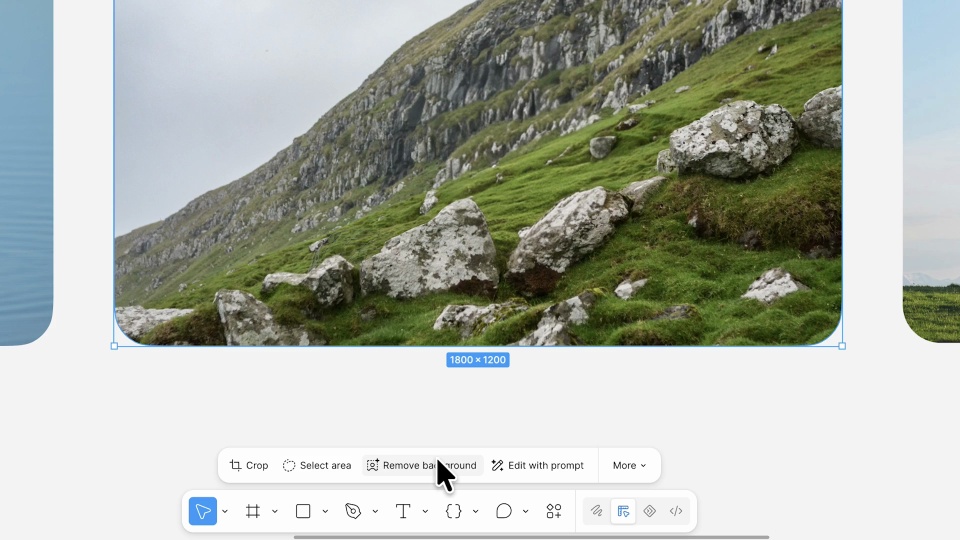 1800 × 1200
Crop
Select area
Remove background
Edit with prompt
More